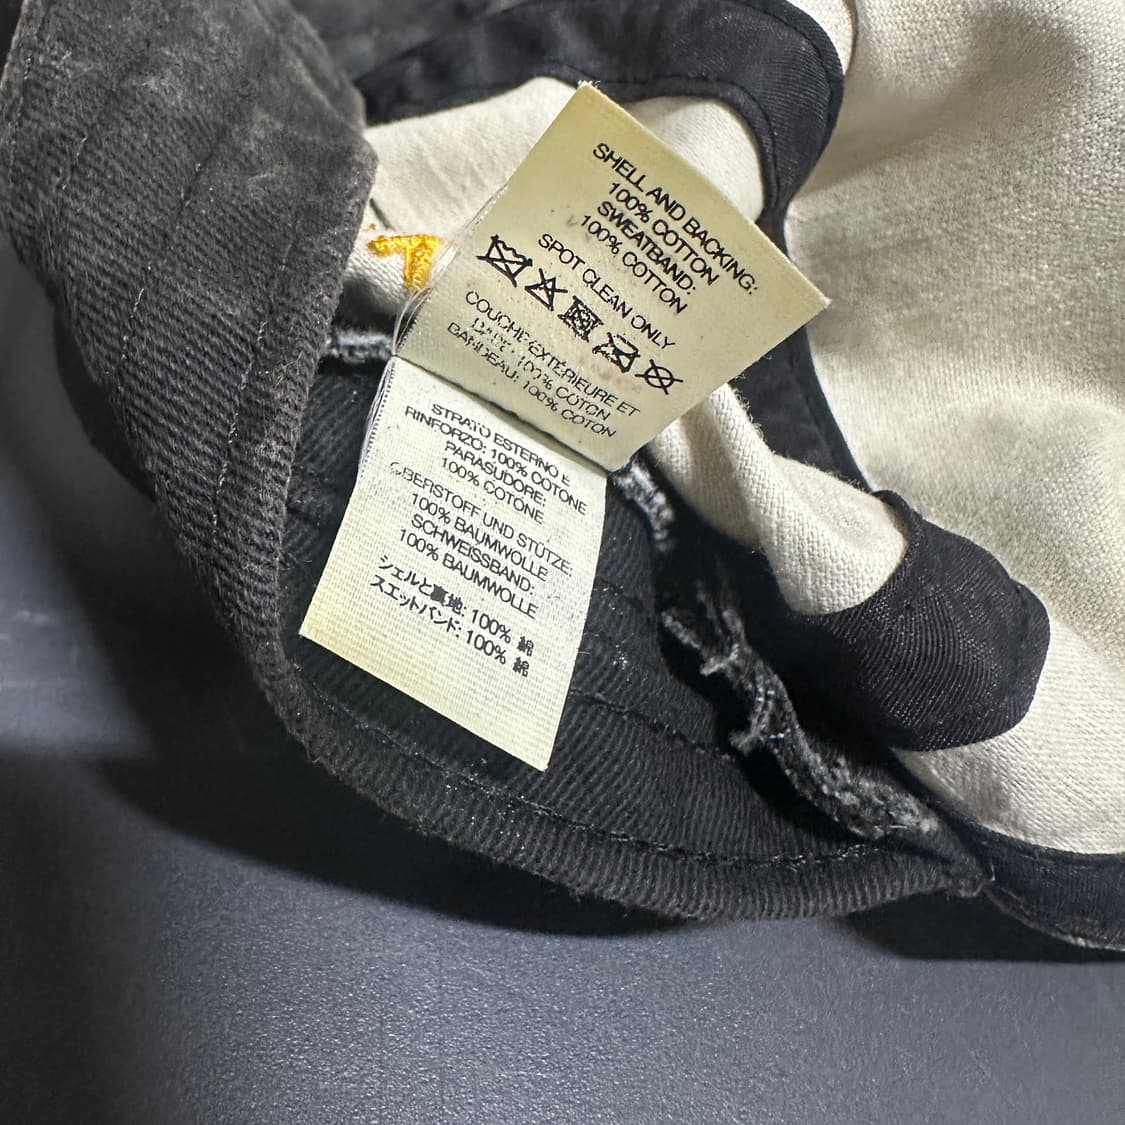 SHELL AND BACKING:
100% COTTON
SWEATBAND:
100% COTTON
SPOT CLEAN ONLY
COUCHE EXTÉRIEURE ET
100% COTON
BANDEAU: 100% COTON
STRATO ESTERNO E
RINFORZO: 100% COTONE
PARASUDORE:
100% COTONE
OBERSTOFF UND STÜTZE:
100% BAUMWOLLE
SCHWEISSBAND:
100% BAUMWOLLE
シェルと裏地: 100% 綿
スエットバンド: 100% 綿